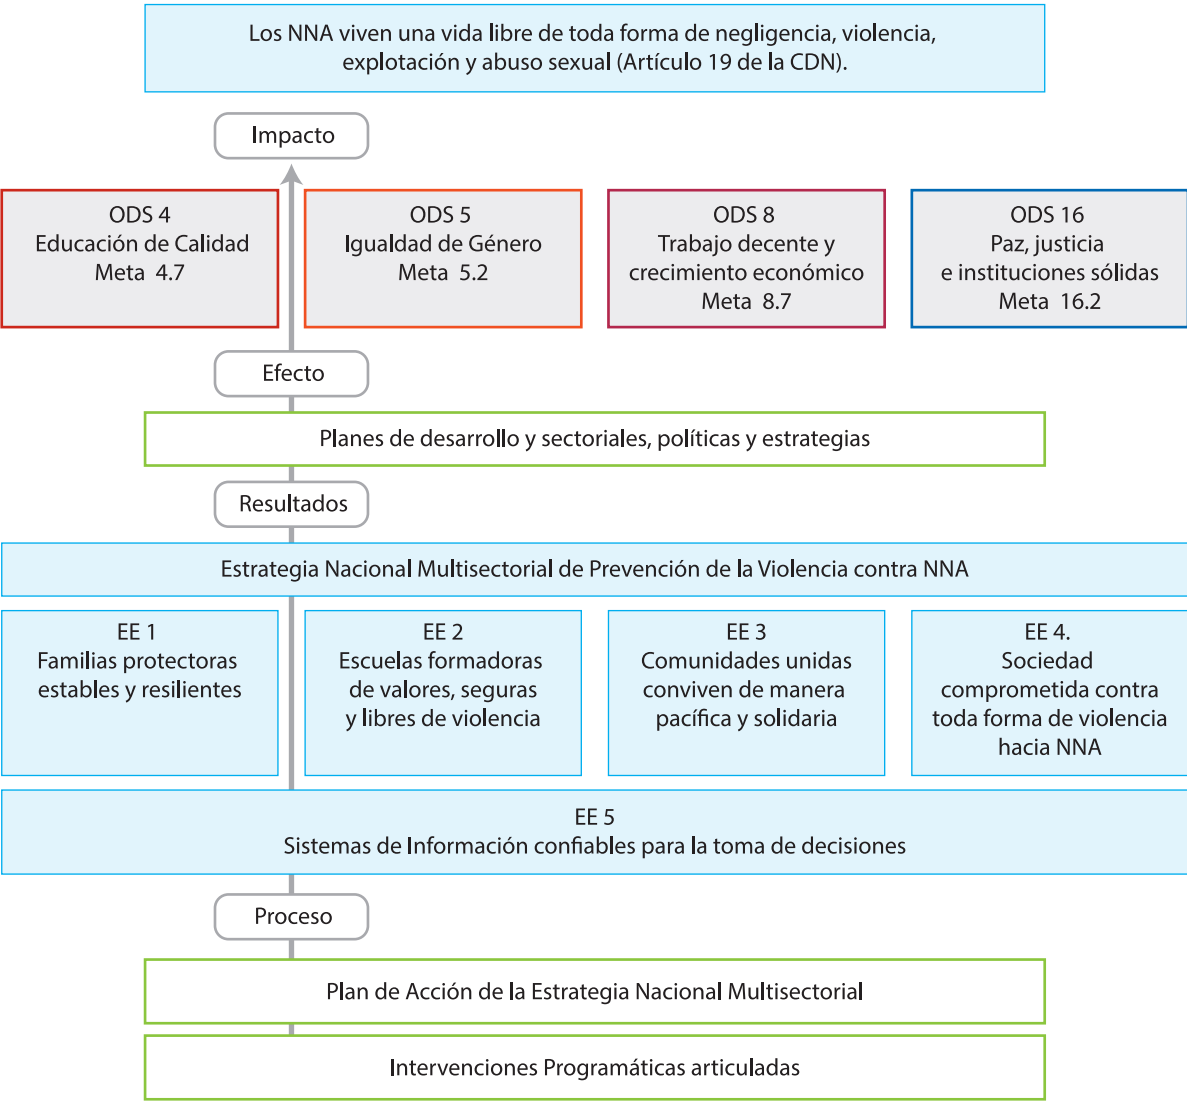 Los NNA viven una vida libre de toda forma de negligencia, violencia,
explotación y abuso sexual (Artículo 19 de la CDN).
Impacto
ODS 4
Educación de Calidad
Meta 4.7
ODS 5
Igualdad de Género
Meta 5.2
ODS 8
Trabajo decente y
crecimiento económico
Meta 8.7
ODS 16
Paz, justicia
e instituciones sólidas
Meta 16.2
Efecto
Planes de desarrollo y sectoriales, políticas y estrategias
Resultados
Estrategia Nacional Multisectorial de Prevención de la Violencia contra NNA
EE 1
Familias protectoras
estables y resilientes
EE 2
Escuelas formadoras
de valores, seguras
y libres de violencia
EE 3
Comunidades unidas
conviven de manera
pacífica y solidaria
EE 4.
Sociedad
comprometida contra
toda forma de violencia
hacia NNA
EE 5
Sistemas de Información confiables para la toma de decisiones
Proceso
Plan de Acción de la Estrategia Nacional Multisectorial
Intervenciones Programáticas articuladas